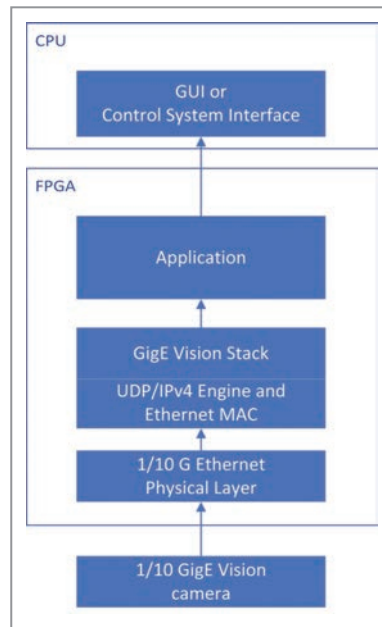 CPU
GUI or
Control System Interface
FPGA
Application
GigE Vision Stack
UDP/IPv4 Engine and
Ethernet MAC
1/10 G Ethernet
Physical Layer
1/10 GigE Vision
camera